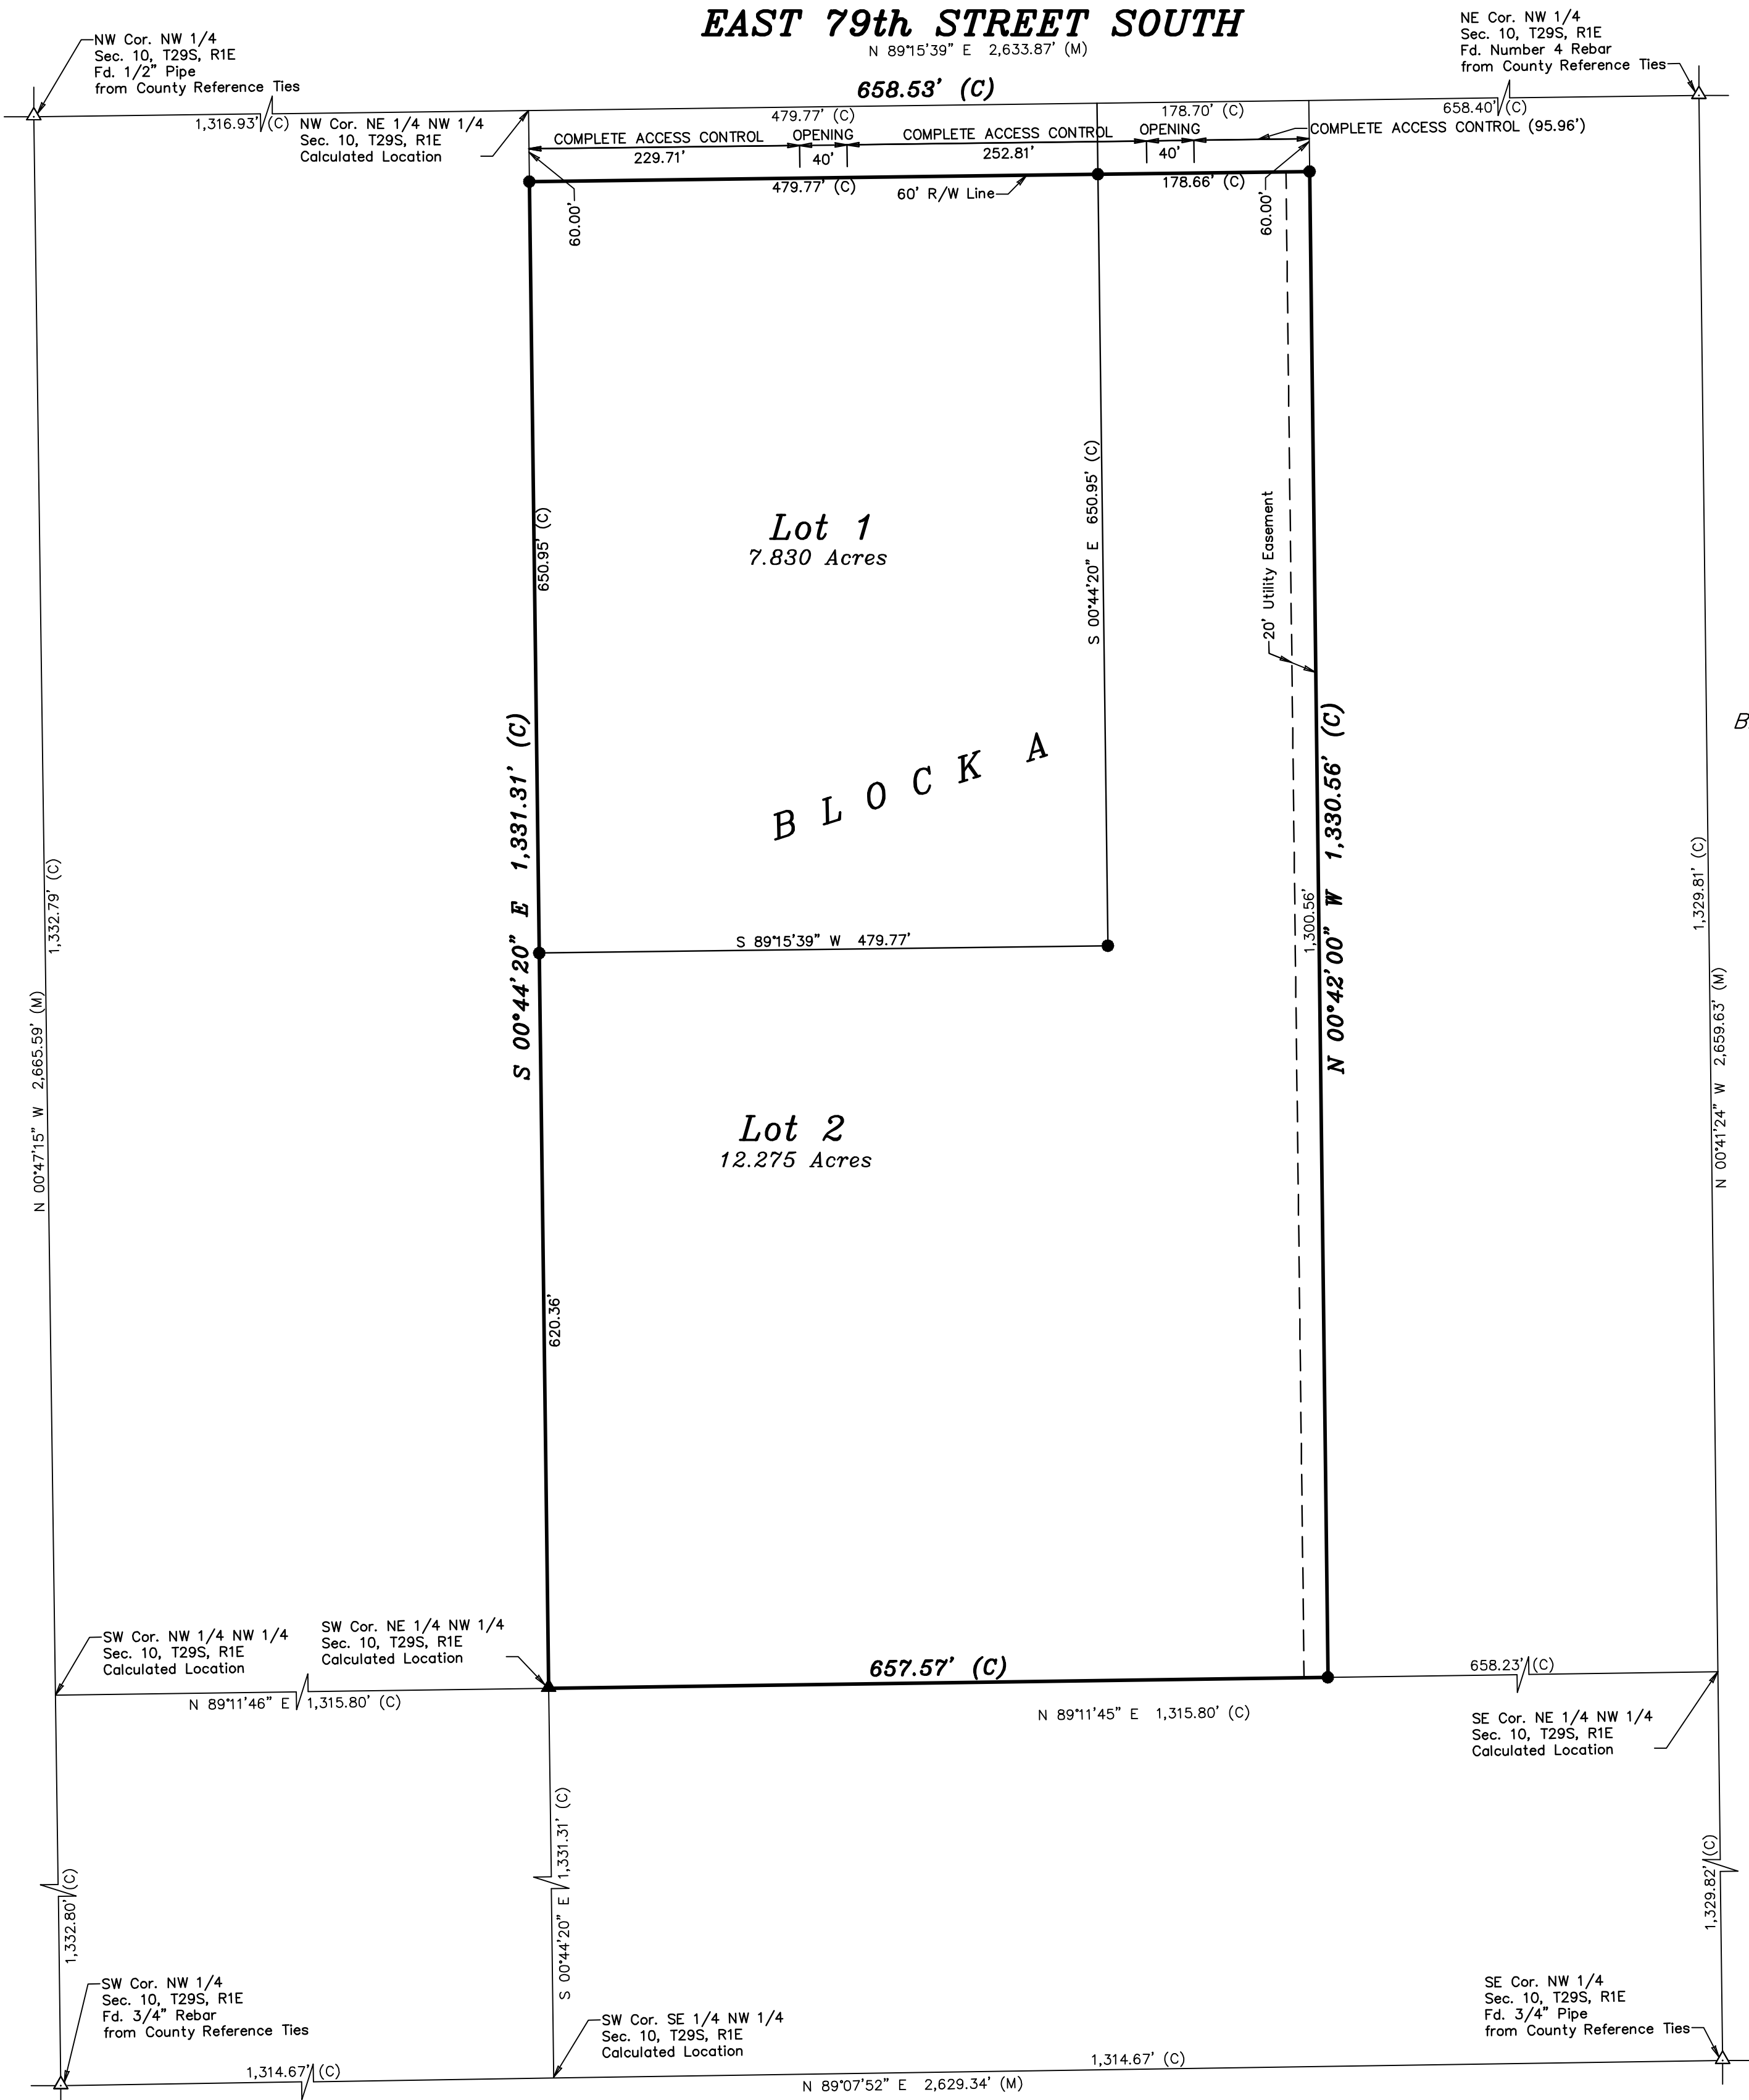 EAST 79th STREET SOUTH
N 89°15'39" E 2,633.87' (M)
658.53' (C)
NW Cor. NW 1/4
Sec. 10, T29S, R1E
Fd. 1/2" Pipe
from County Reference Ties
NE Cor. NW 1/4
Sec. 10, T29S, R1E
Fd. Number 4 Rebar
from County Reference Ties
1,316.93' (C)
NW Cor. NE 1/4 NW 1/4
Sec. 10, T29S, R1E
Calculated Location
479.77' (C)
178.70' (C)
658.40' (C)
COMPLETE ACCESS CONTROL
OPENING
COMPLETE ACCESS CONTROL
OPENING
COMPLETE ACCESS CONTROL (95.96')
229.71'
40'
252.81'
40'
479.77' (C)
60' R/W Line
178.66' (C)
60.00'
60.00'
650.95' (C)
S 00°44'20" E 650.95' (C)
Lot 1
7.830 Acres
20' Utility Easement
BLOCK A
B
S 00°44'20" E 1,331.31' (C)
N 00°42'00" W 1,330.56' (C)
1,300.56'
1,332.79' (C)
N 00°47'15" W 2,665.59' (M)
1,329.81' (C)
N 00°41'24" W 2,659.63' (M)
S 89°15'39" W 479.77'
Lot 2
12.275 Acres
620.36'
SW Cor. NW 1/4 NW 1/4
Sec. 10, T29S, R1E
Calculated Location
SW Cor. NE 1/4 NW 1/4
Sec. 10, T29S, R1E
Calculated Location
657.57' (C)
658.23' (C)
N 89°11'46" E 1,315.80' (C)
N 89°11'45" E 1,315.80' (C)
SE Cor. NE 1/4 NW 1/4
Sec. 10, T29S, R1E
Calculated Location
1,332.80' (C)
S 00°44'20" E 1,331.31' (C)
1,329.82' (C)
SW Cor. NW 1/4
Sec. 10, T29S, R1E
Fd. 3/4" Rebar
from County Reference Ties
SW Cor. SE 1/4 NW 1/4
Sec. 10, T29S, R1E
Calculated Location
SE Cor. NW 1/4
Sec. 10, T29S, R1E
Fd. 3/4" Pipe
from County Reference Ties
1,314.67' (C)
1,314.67' (C)
N 89°07'52" E 2,629.34' (M)